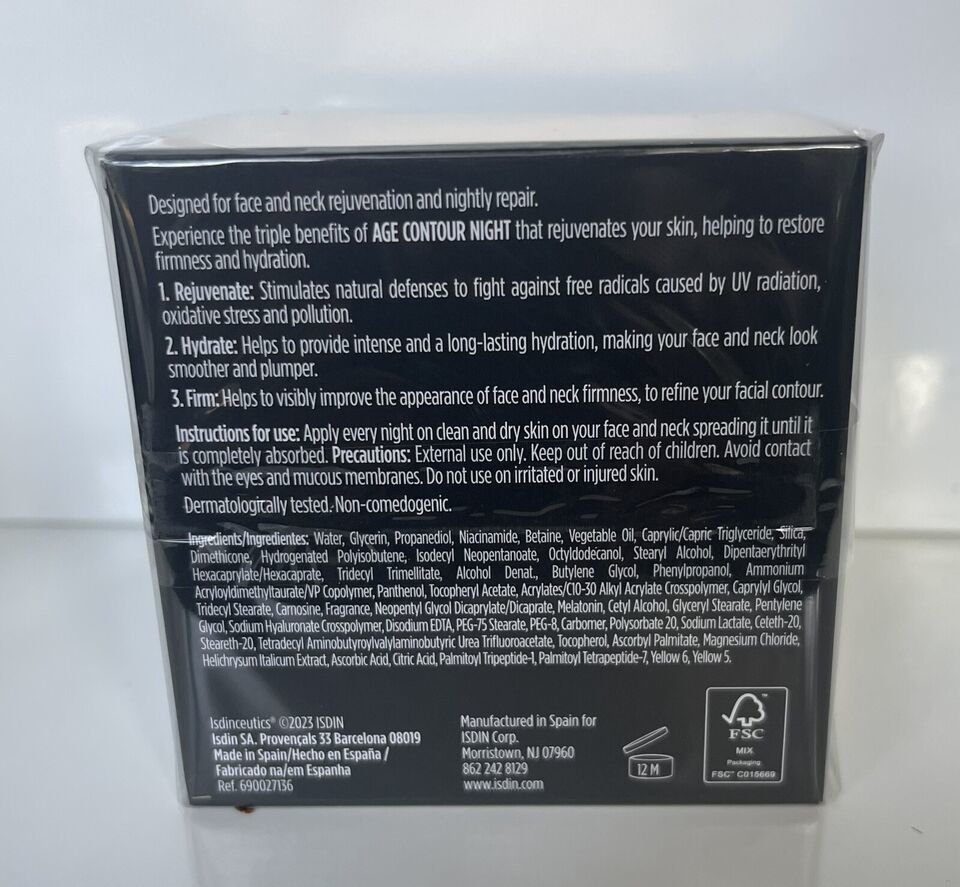 Designed for face and neck rejuvenation and nightly repair.
Experience the triple benefits of AGE CONTOUR NIGHT that rejuvenates your skin, helping to restore
firmness and hydration.
1. Rejuvenate: Stimulates natural defenses to fight against free radicals caused by UV radiation,
oxidative stress and pollution.
2. Hydrate: Helps to provide intense and a long-lasting hydration, making your face and neck look
smoother and plumper.
3. Firm: Helps to visibly improve the appearance of face and neck firmness, to refine your facial contour.
Instructions for use: Apply every night on clean and dry skin on your face and neck spreading it until it
is completely absorbed. Precautions: External use only. Keep out of reach of children. Avoid contact
with the eyes and mucous membranes. Do not use on irritated or injured skin.
Dermatologically tested. Non-comedogenic.
Ingredients/Ingredientes: Water, Glycerin, Propanediol, Niacinamide, Betaine, Vegetable Oil, Caprylic/Capric Triglyceride, Silica,
Dimethicone, Hydrogenated Polyisobutene, Isodecyl Neopentanoate, Octyldodecanol, Stearyl Alcohol, Dipentaerythrityl
Hexacaprylate/Hexacaprate, Tridecyl Trimellitate, Alcohol Denat., Butylene Glycol, Phenylpropanol, Ammonium
Acryloyldimethyltaurate/VP Copolymer, Panthenol, Tocopheryl Acetate, Acrylates/C10-30 Alkyl Acrylate Crosspolymer, Caprylyl Glycol,
Tridecyl Stearate, Carnosine, Fragrance, Neopentyl Glycol Dicaprylate/Dicaprate, Melatonin, Cetyl Alcohol, Glyceryl Stearate, Pentylene
Glycol, Sodium Hyaluronate Crosspolymer, Disodium EDTA, PEG-75 Stearate, PEG-8, Carbomer, Polysorbate 20, Sodium Lactate, Ceteth-20,
Steareth-20, Tetradecyl Aminobutyroylvalylaminobutyric Urea Trifluoroacetate, Tocopherol, Ascorbyl Palmitate, Magnesium Chloride,
Helichrysum Italicum Extract, Ascorbic Acid, Citric Acid, Palmitoyl Tripeptide-1, Palmitoyl Tetrapeptide-7, Yellow 6, Yellow 5.
Isdinceutics® ©2023 ISDIN
Isdin SA. Provençals 33 Barcelona 08019
Made in Spain/Hecho en España /
Fabricado na/em Espanha
Ref. 690027136
Manufactured in Spain for
ISDIN Corp.
Morristown, NJ 07960
862 242 8129
www.isdin.com
12 M
FSC
MIX
Packaging
FSC™ C015669